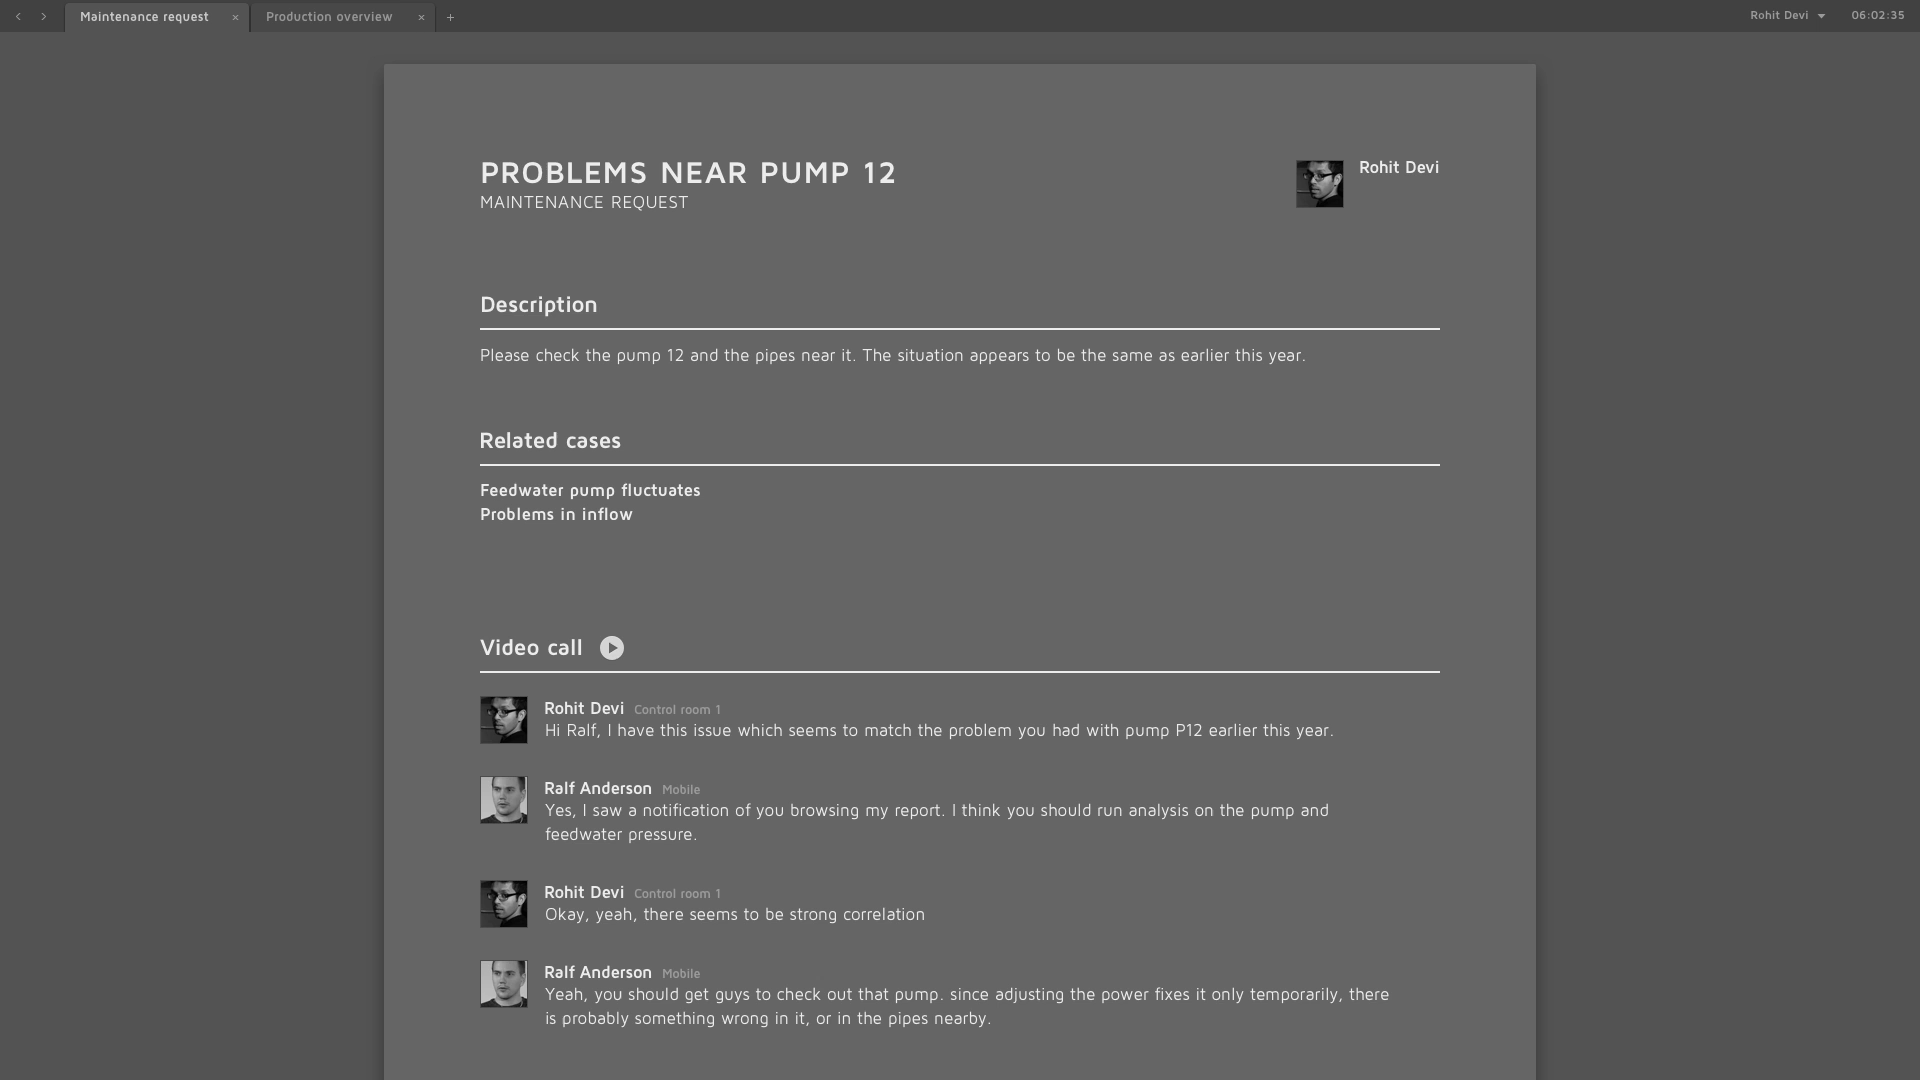 Maintenance request
Production overview
Rohit Devi
06:02:35
PROBLEMS NEAR PUMP 12
MAINTENANCE REQUEST
Rohit Devi
Description
Please check the pump 12 and the pipes near it. The situation appears to be the same as earlier this year.
Related cases
Feedwater pump fluctuates
Problems in inflow
Video call
Rohit Devi Control room 1
Hi Ralf, I have this issue which seems to match the problem you had with pump P12 earlier this year.
Ralf Anderson Mobile
Yes, I saw a notification of you browsing my report. I think you should run analysis on the pump and
feedwater pressure.
Rohit Devi Control room 1
Okay, yeah, there seems to be strong correlation
Ralf Anderson Mobile
Yeah, you should get guys to check out that pump. since adjusting the power fixes it only temporarily, there
is probably something wrong in it, or in the pipes nearby.